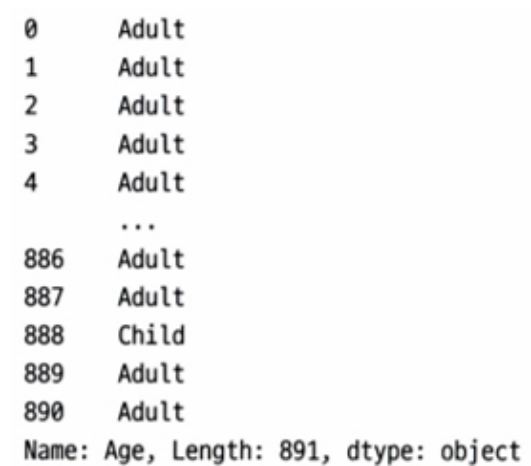 0 Adult
1 Adult
2 Adult
3 Adult
4 Adult
...
886 Adult
887 Adult
888 Child
889 Adult
890 Adult
Name: Age, Length: 891, dtype: object